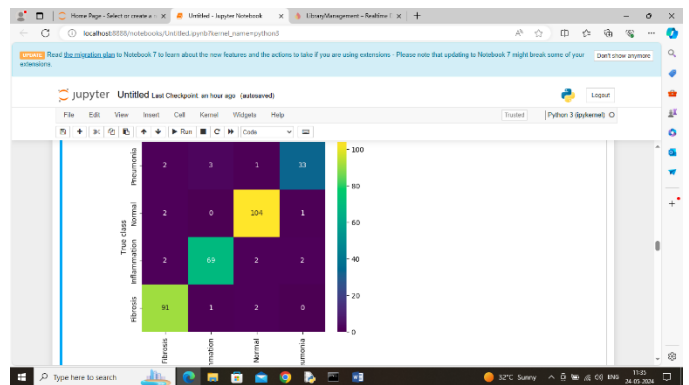 Home Page - Select or create a n
Untitled - Jupyter Notebook
LibraryManagement - Realtime
localhost:8888/notebooks/Untitled.ipynb?kernel_name=python3
UPDATE Read the migration plan to Notebook 7 to learn about the new features and the actions to take if you are using extensions - Please note that updating to Notebook 7 might break some of your
extensions.
Don't show anymore
jupyter Untitled Last Checkpoint: an hour ago (autosaved)
Logout
File Edit View Insert Cell Kernel Widgets Help
Trusted
Python 3 (ipykernel)
Run
Code
Pneumonia 2 3 1 33
Normal 2 0 104 1
Inflammation 2 69 2 2
Fibrosis 91 1 2 0
True class
100
80
60
40
20
0
Fibrosis
mation
Normal
umonia
Type here to search
32°C Sunny
ENG
11:35
24-05-2024